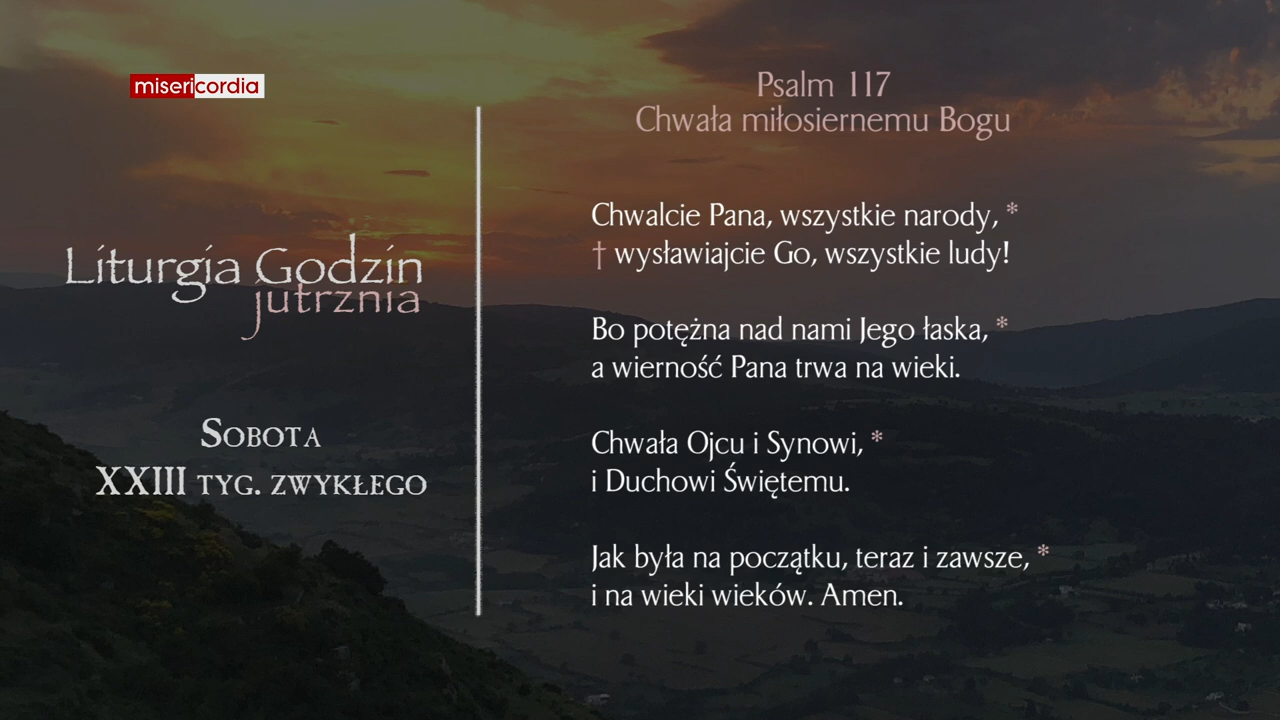 misericordia
Liturgia Godzin
jutrznia
Sobota
XXIII tyg. zwykłego
Psalm 117
Chwała miłosiernemu Bogu
Chwalcie Pana, wszystkie narody, *
† wysławiajcie Go, wszystkie ludy!
Bo potężna nad nami Jego łaska, *
a wierność Pana trwa na wieki.
Chwała Ojcu i Synowi, *
i Duchowi Świętemu.
Jak była na początku, teraz i zawsze, *
i na wieki wieków. Amen.